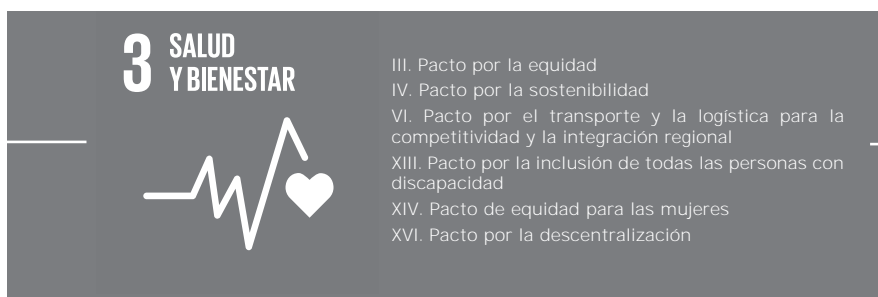 3 SALUD
Y BIENESTAR
III. Pacto por la equidad
IV. Pacto por la sostenibilidad
VI. Pacto por el transporte y la logística para la
competitividad y la integración regional
XIII. Pacto por la inclusión de todas las personas con
discapacidad
XIV. Pacto de equidad para las mujeres
XVI. Pacto por la descentralización